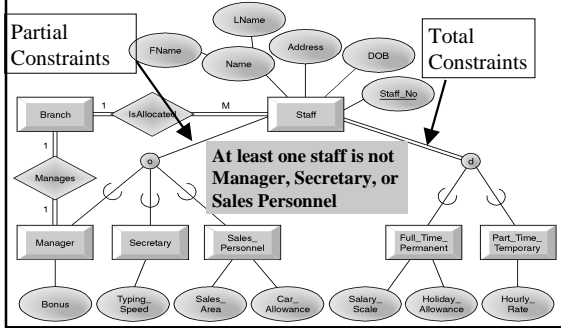 Partial
Constraints
LName
FName
Name
Address
DOB
Staff_No
Total
Constraints
Branch
1
IsAllocated
M
Staff
1
Manages
1
o
At least one staff is not
Manager, Secretary, or
Sales Personnel
d
Manager
Secretary
Sales_
Personnel
Full_Time_
Permanent
Part_Time_
Temporary
Bonus
Typing_
Speed
Sales_
Area
Car_
Allowance
Salary_
Scale
Holiday_
Allowance
Hourly_
Rate